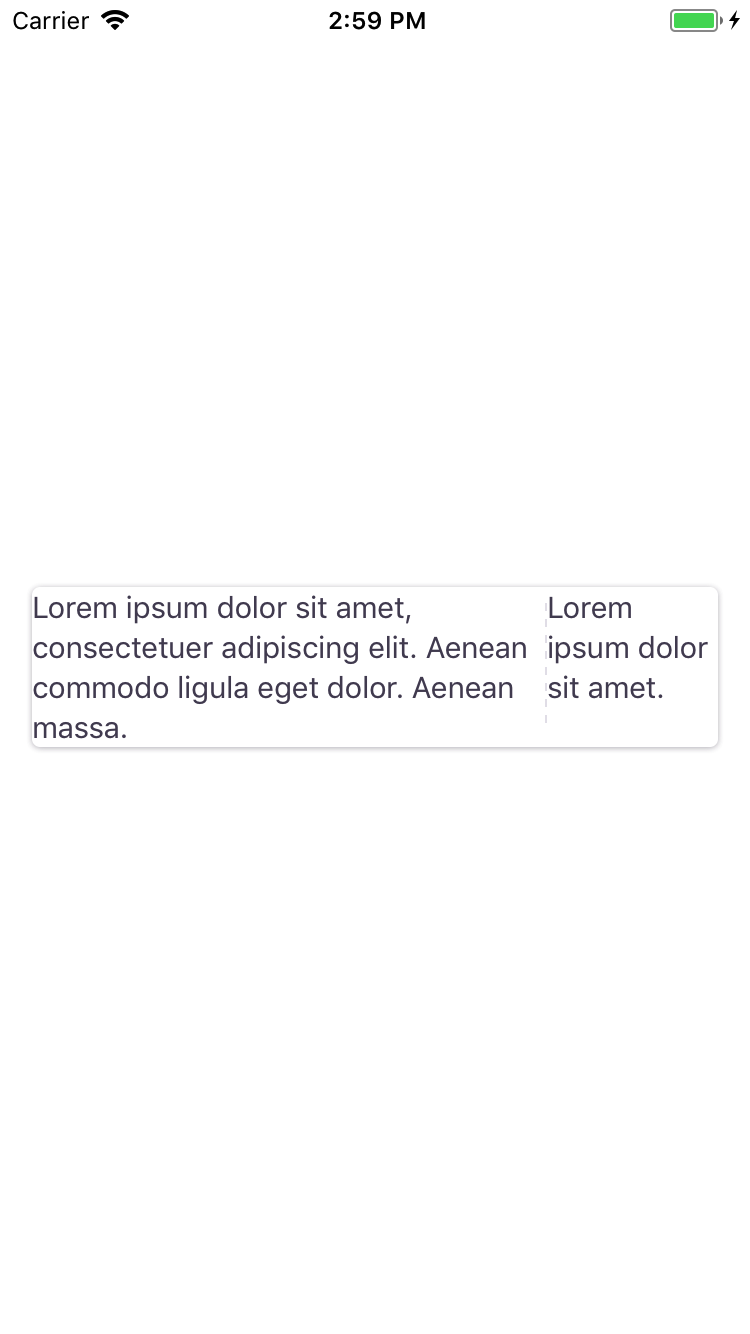 Carrier
2:59 PM
Lorem ipsum dolor sit amet,
consectetuer adipiscing elit. Aenean
commodo ligula eget dolor. Aenean
massa.
Lorem
ipsum dolor
sit amet.